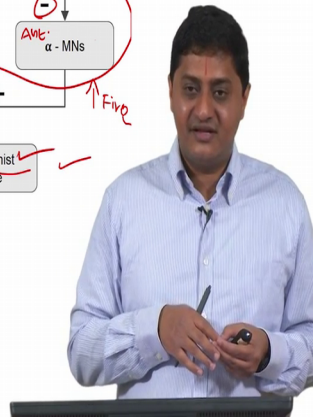 -
Ant.
α - MNs
-
Fire
nist
e